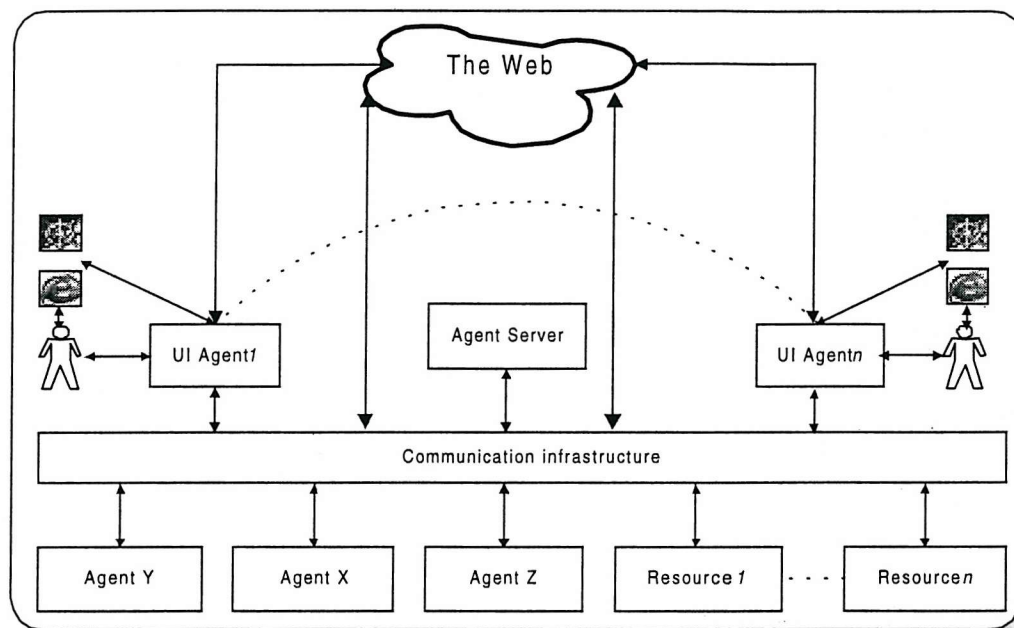 The Web
Agent Server
UI Agent1
UI Agentn
Communication infrastructure
Agent Y
Agent X
Agent Z
Resource 1
Resourcen